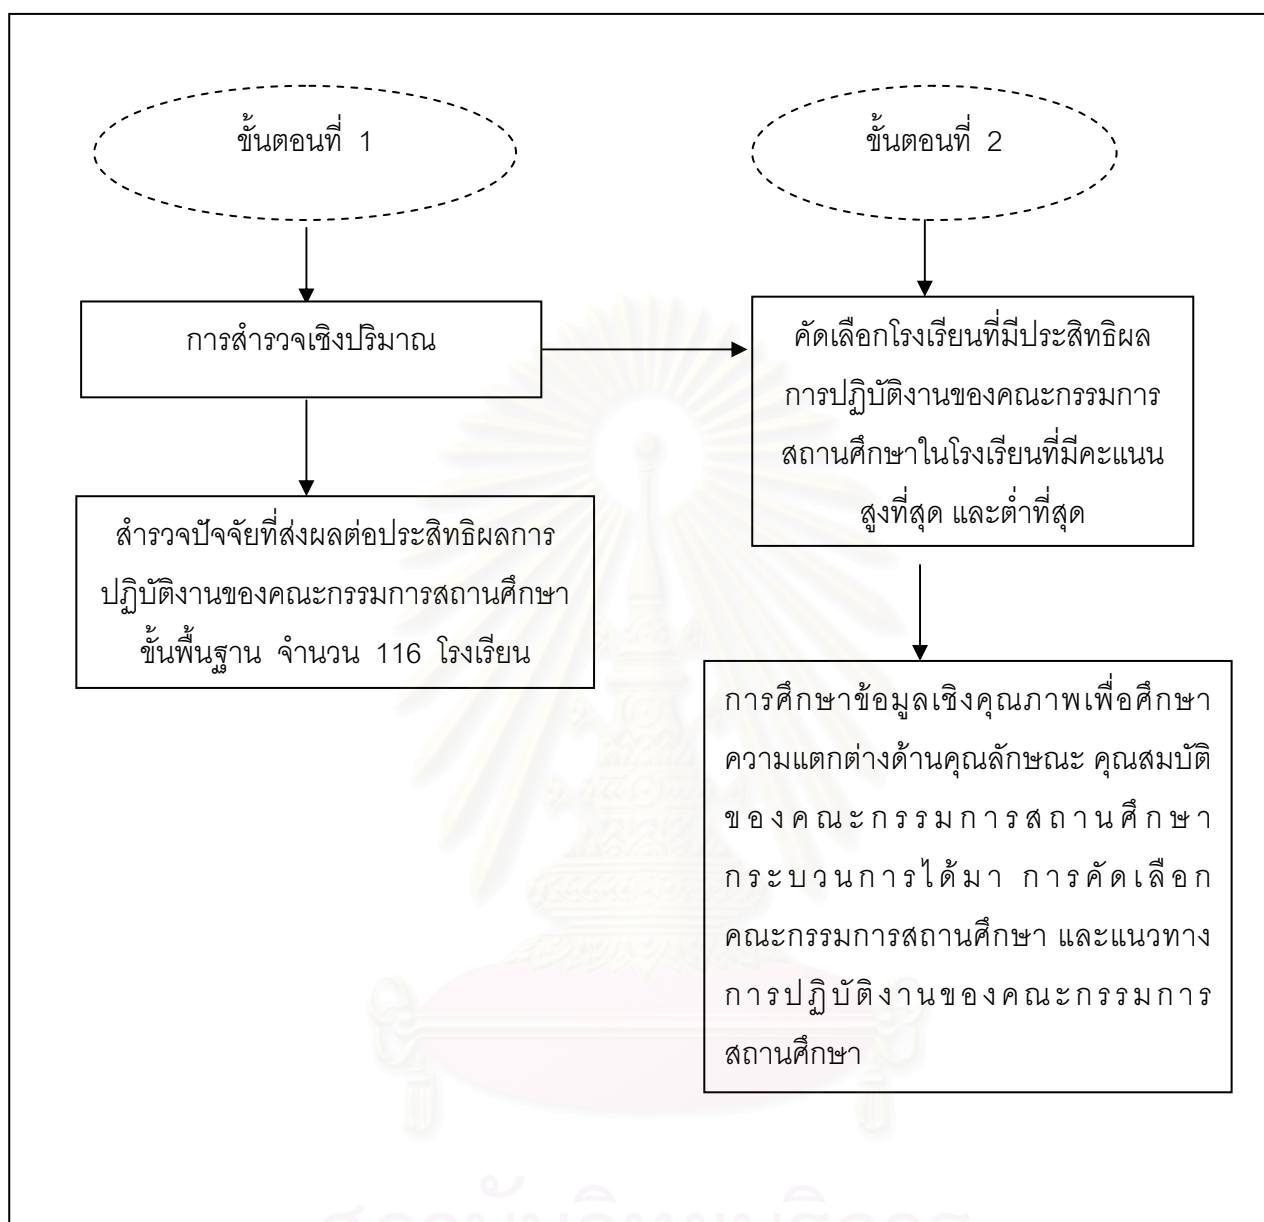 ขั้นตอนที่ 1
การสำรวจเชิงปริมาณ
สำรวจปัจจัยที่ส่งผลต่อประสิทธิผลการ
ปฏิบัติงานของคณะกรรมการสถานศึกษา
ขั้นพื้นฐาน จำนวน 116 โรงเรียน
ขั้นตอนที่ 2
คัดเลือกโรงเรียนที่มีประสิทธิผล
การปฏิบัติงานของคณะกรรมการ
สถานศึกษาในโรงเรียนที่มีคะแนน
สูงที่สุด และต่ำที่สุด
การศึกษาข้อมูลเชิงคุณภาพเพื่อศึกษา
ความแตกต่างด้านคุณลักษณะ คุณสมบัติ
ของคณะกรรมการสถานศึกษา
กระบวนการได้มา การคัดเลือก
คณะกรรมการสถานศึกษา และแนวทาง
การปฏิบัติงานของคณะกรรมการ
สถานศึกษา